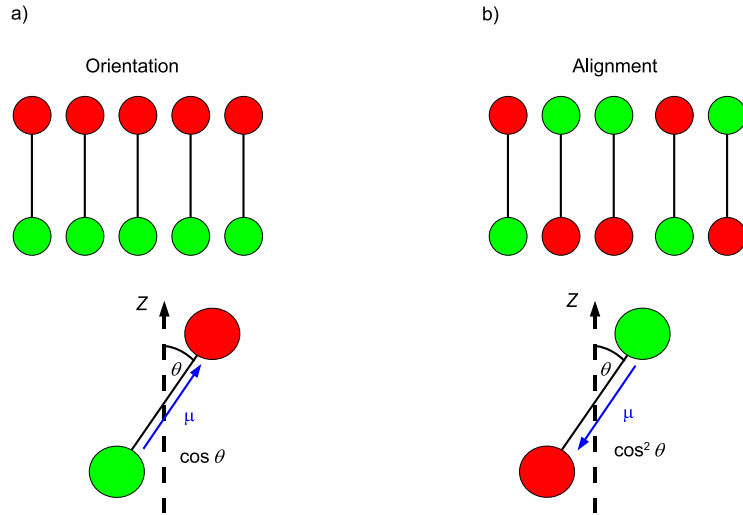 a)
b)
Orientation
Alignment
Z
θ
μ
cos θ
Z
θ
μ
cos² θ